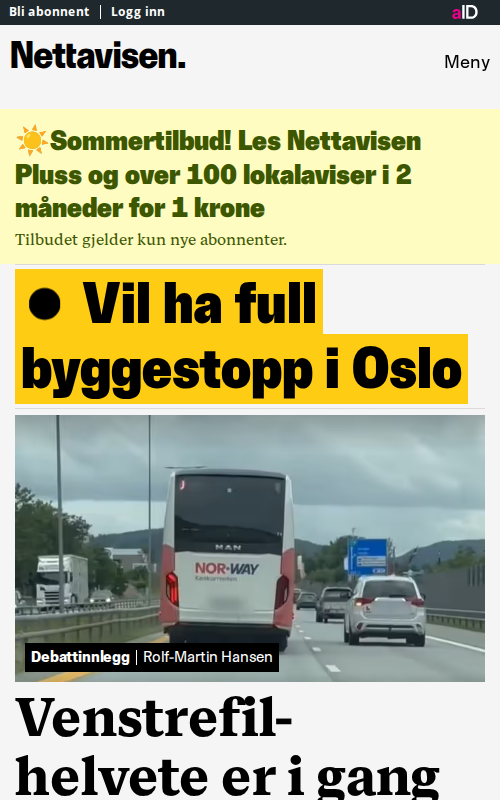 Bli abonnent | Logg inn
aID
Nettavisen.
Meny
Sommertilbud! Les Nettavisen
Pluss og over 100 lokalaviser i 2
måneder for 1 krone
Tilbudet gjelder kun nye abonnenter.
● Vil ha full
byggestopp i Oslo
MAN
NOR-WAY
Debattinnlegg | Rolf-Martin Hansen
Venstrefil-
helvete er i gang